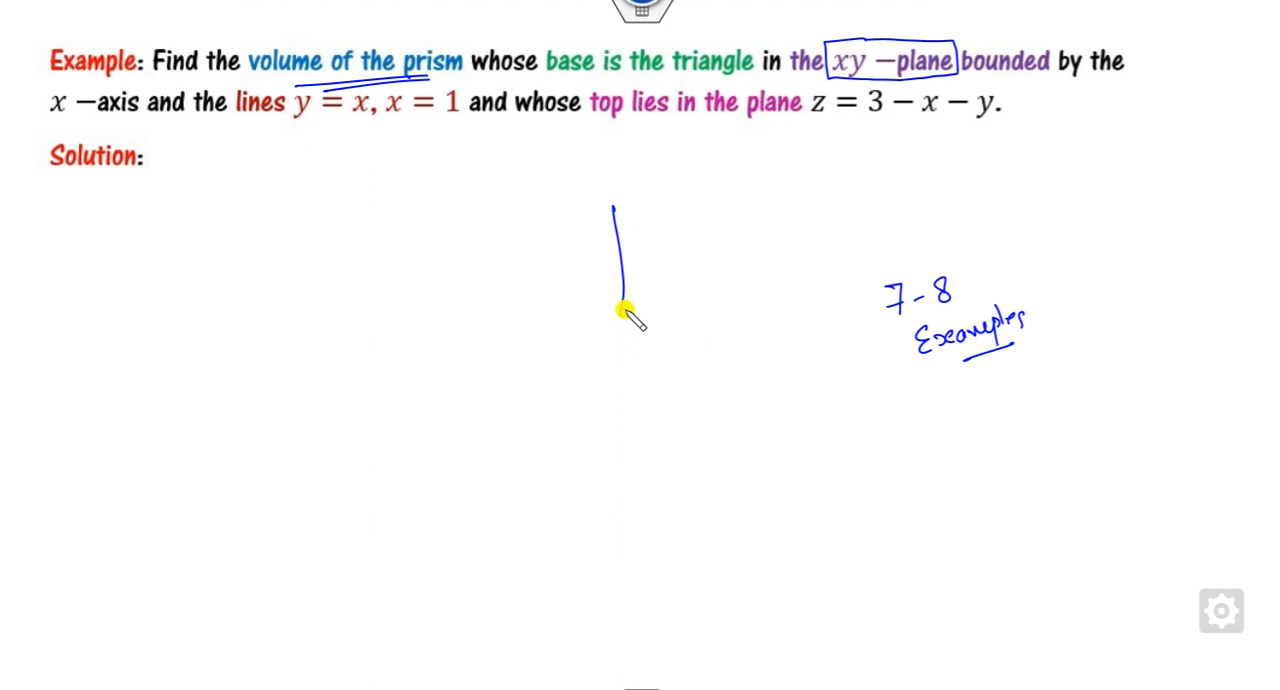 Example: Find the volume of the prism whose base is the triangle in the xy −plane bounded by the
x −axis and the lines y = x, x = 1 and whose top lies in the plane z = 3 − x − y.
Solution:
7-8
Examples